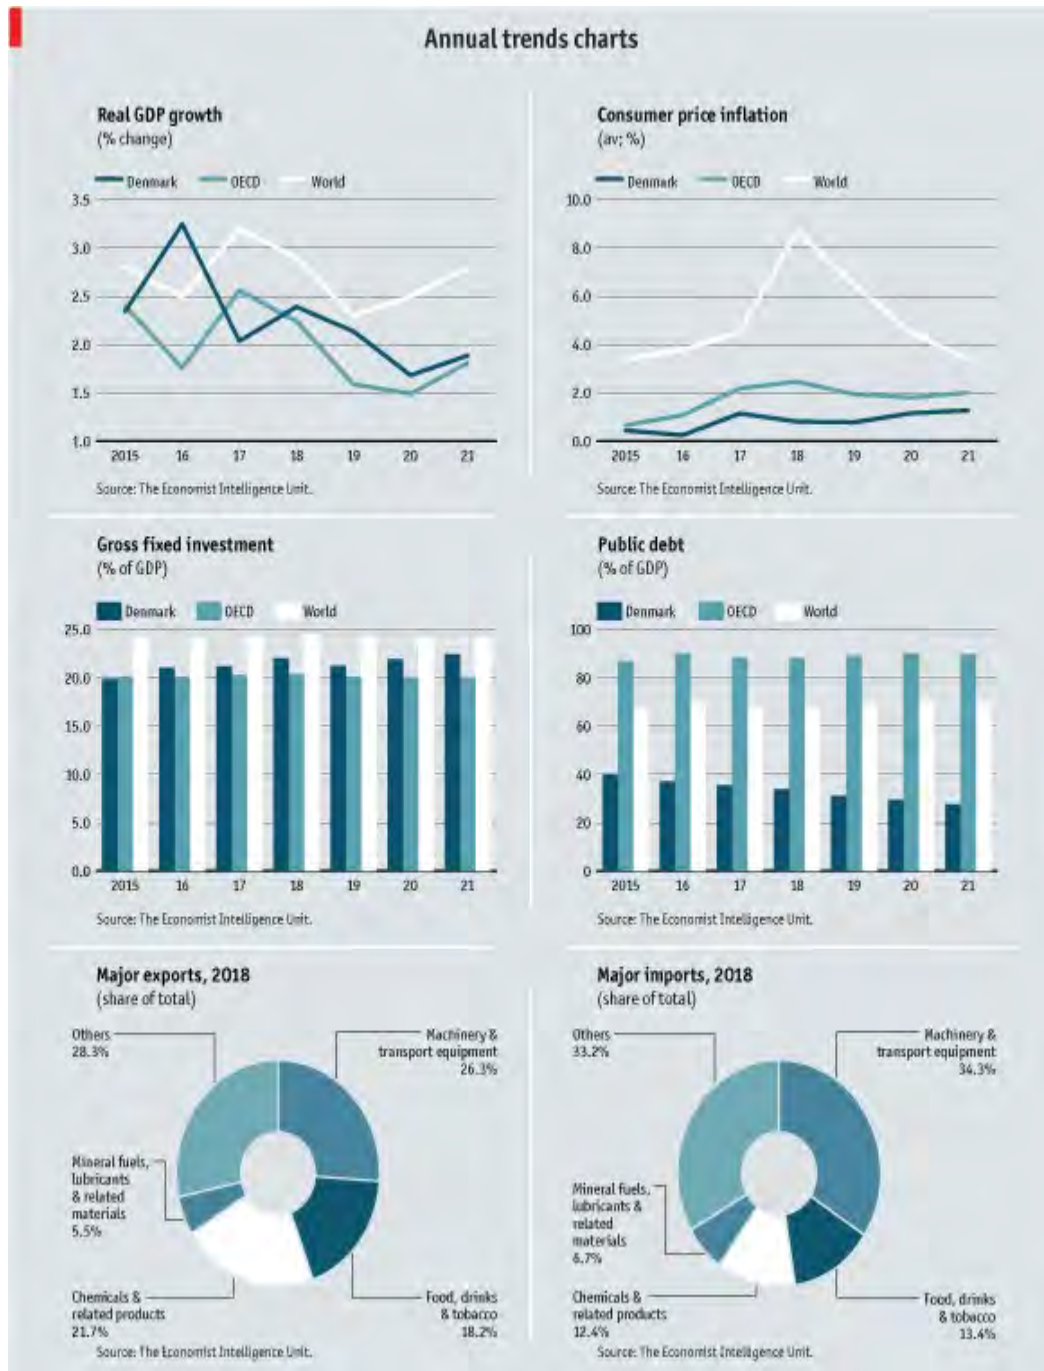 Annual trends charts
Real GDP growth
(% change)
Denmark OECD World
3.5
3.0
2.5
2.0
1.5
1.0
2015 16 17 18 19 20 21
Source: The Economist Intelligence Unit.
Consumer price inflation
(av; %)
Denmark OECD World
10.0
8.0
6.0
4.0
2.0
0.0
2015 16 17 18 19 20 21
Source: The Economist Intelligence Unit.
Gross fixed investment
(% of GDP)
Denmark OECD World
25.0
20.0
15.0
10.0
5.0
0.0
2015 16 17 18 19 20 21
Source: The Economist Intelligence Unit.
Public debt
(% of GDP)
Denmark OECD World
100
80
60
40
20
0
2015 16 17 18 19 20 21
Source: The Economist Intelligence Unit.
Major exports, 2018
(share of total)
Others
28.3%
Machinery &
transport equipment
26.3%
Mineral fuels,
lubricants
& related
materials
5.5%
Chemicals &
related products
21.7%
Food, drinks
& tobacco
18.2%
Source: The Economist Intelligence Unit.
Major imports, 2018
(share of total)
Others
33.2%
Machinery &
transport equipment
34.3%
Mineral fuels,
lubricants &
related
materials
6.7%
Chemicals &
related products
12.4%
Food, drinks
& tobacco
13.4%
Source: The Economist Intelligence Unit.